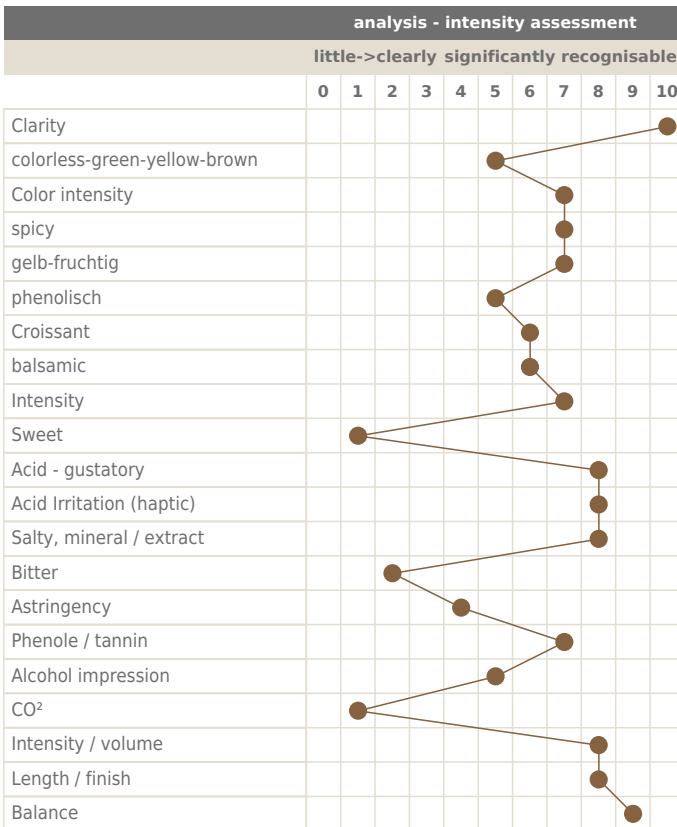 analysis - intensity assessment
little->clearly significantly recognisable
0 1 2 3 4 5 6 7 8 9 10
Clarity
colorless-green-yellow-brown
Color intensity
spicy
gelb-fruchtig
phenolisch
Croissant
balsamic
Intensity
Sweet
Acid - gustatory
Acid Irritation (haptic)
Salty, mineral / extract
Bitter
Astringency
Phenole / tannin
Alcohol impression
CO²
Intensity / volume
Length / finish
Balance